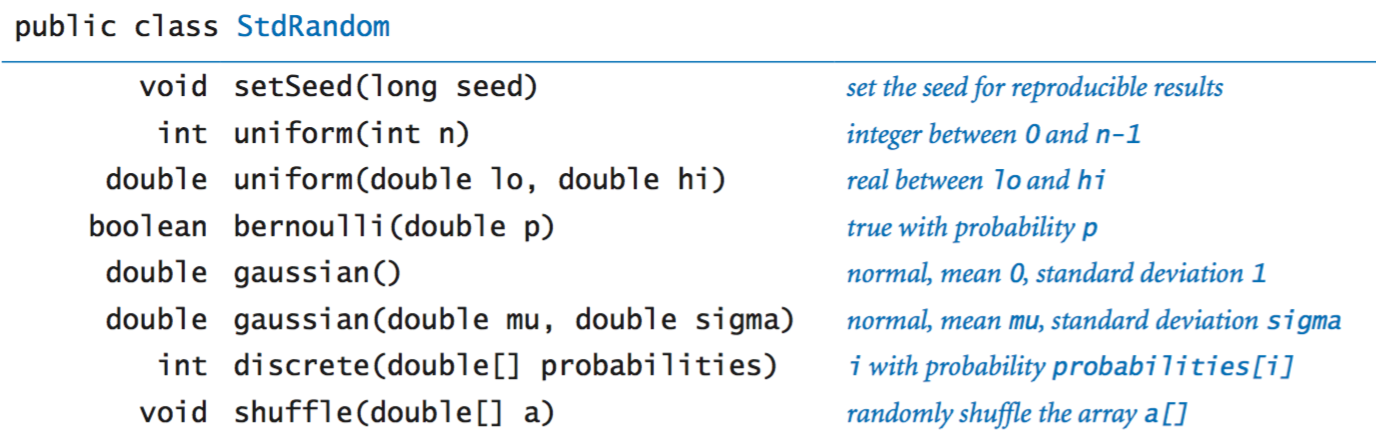 public class StdRandom
void setSeed(long seed) set the seed for reproducible results
int uniform(int n) integer between 0 and n-1
double uniform(double lo, double hi) real between lo and hi
boolean bernoulli(double p) true with probability p
double gaussian() normal, mean 0, standard deviation 1
double gaussian(double mu, double sigma) normal, mean mu, standard deviation sigma
int discrete(double[] probabilities) i with probability probabilities[i]
void shuffle(double[] a) randomly shuffle the array a[]